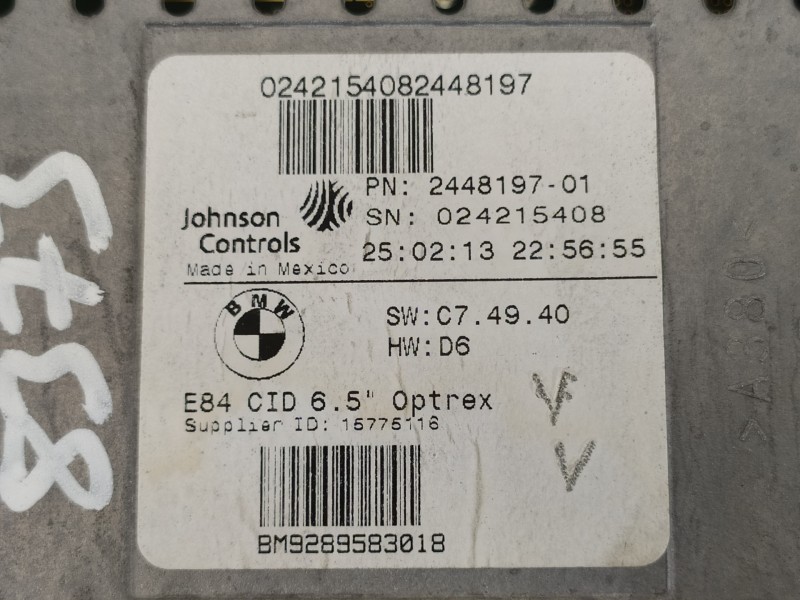 0242154082448197
Johnson
Controls
PN: 2448197-01
SN: 024215408
25:02:13 22:56:55
Made in Mexico
BMW
SW:C7.49.40
HW:D6
E84 CID 6.5" Optrex
Supplier ID: 15775116
BM9289583018
VF
V